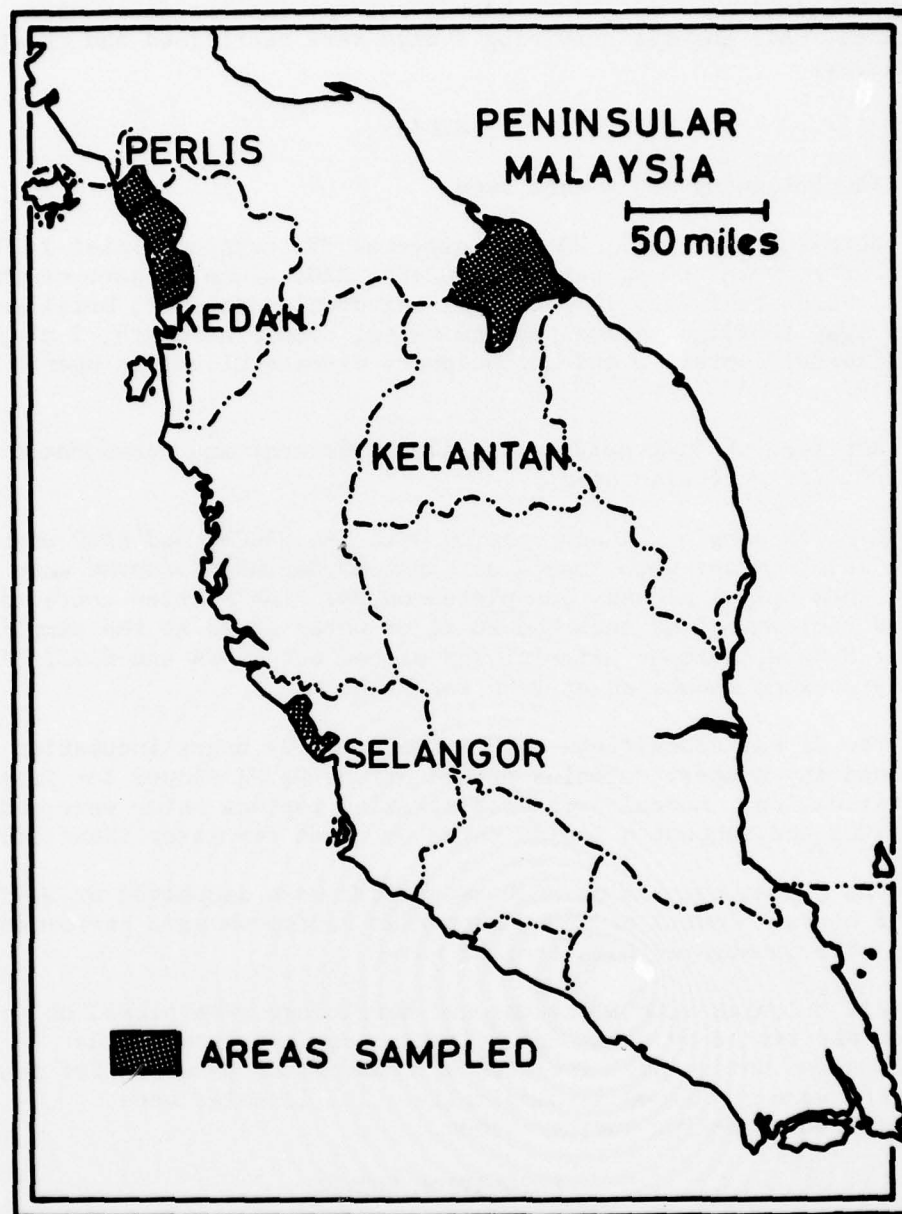 PENINSULAR
MALAYSIA
50 miles
PERLIS
KEDAH
KELANTAN
SELANGOR
AREAS SAMPLED